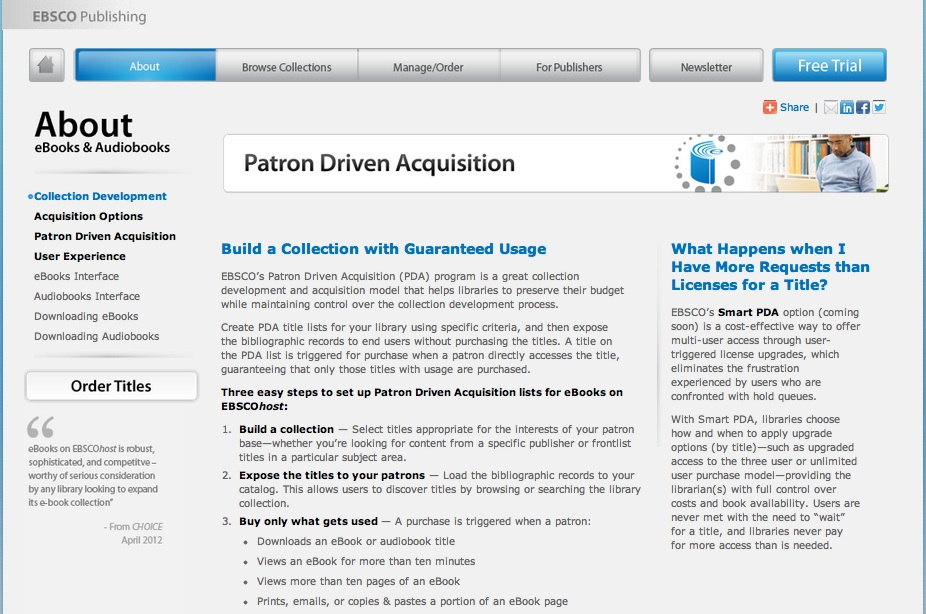 EBSCO Publishing
About
Browse Collections
Manage/Order
For Publishers
Newsletter
Free Trial
Share |
About
eBooks & Audiobooks
Patron Driven Acquisition
Collection Development
Acquisition Options
Patron Driven Acquisition
User Experience
eBooks Interface
Audiobooks Interface
Downloading eBooks
Downloading Audiobooks
Order Titles
eBooks on EBSCOhost is robust,
sophisticated, and competitve –
worthy of serious consideration
by any library looking to expand
its e-book collection”
- From CHOICE
April 2012
Build a Collection with Guaranteed Usage
EBSCO's Patron Driven Acquisition (PDA) program is a great collection
development and acquisition model that helps libraries to preserve their budget
while maintaining control over the collection development process.
Create PDA title lists for your library using specific criteria, and then expose
the bibliographic records to end users without purchasing the titles. A title on
the PDA list is triggered for purchase when a patron directly accesses the title,
guaranteeing that only those titles with usage are purchased.
Three easy steps to set up Patron Driven Acquisition lists for eBooks on
EBSCOhost:
1. Build a collection — Select titles appropriate for the interests of your patron
base—whether you're looking for content from a specific publisher or frontlist
titles in a particular subject area.
2. Expose the titles to your patrons — Load the bibliographic records to your
catalog. This allows users to discover titles by browsing or searching the library
collection.
3. Buy only what gets used — A purchase is triggered when a patron:
• Downloads an eBook or audiobook title
• Views an eBook for more than ten minutes
• Views more than ten pages of an eBook
• Prints, emails, or copies & pastes a portion of an eBook page
What Happens when I
Have More Requests than
Licenses for a Title?
EBSCO's Smart PDA option (coming
soon) is a cost-effective way to offer
multi-user access through user-
triggered license upgrades, which
eliminates the frustration
experienced by users who are
confronted with hold queues.
With Smart PDA, libraries choose
how and when to apply upgrade
options (by title)—such as upgraded
access to the three user or unlimited
user purchase model—providing the
librarian(s) with full control over
costs and book availability. Users are
never met with the need to “wait”
for a title, and libraries never pay
for more access than is needed.